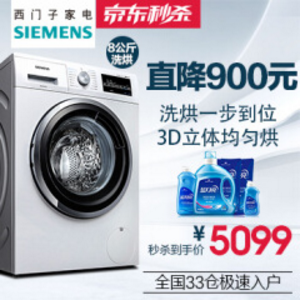 西门子家电
SIEMENS
京东秒杀
8公斤
洗烘
直降900元
洗烘一步到位
3D立体均匀烘
秒杀到手价 ¥5099
全国33仓极速入户